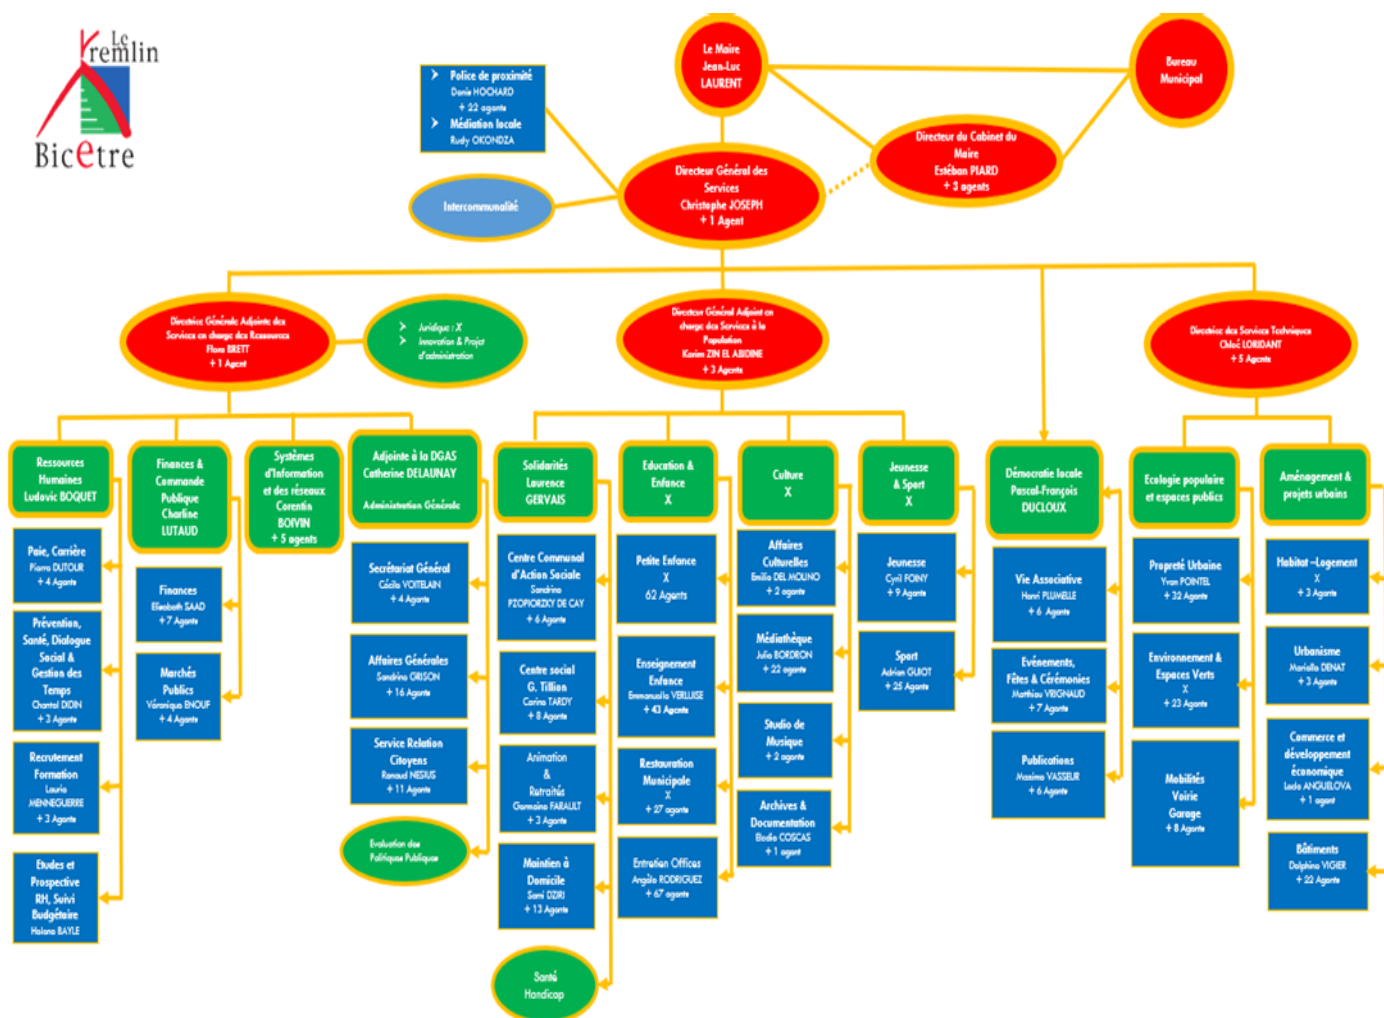 Le
Kremlin
Bicetre
Police de proximité
Danie HOCHARD
+ 22 agents
Médiation locale
Rudy OKONDZA
Intercommunalité
Le Maire
Jean-Luc
LAURENT
Bureau
Municipal
Directeur du Cabinet du
Maire
Estéban PIARD
+ 3 agents
Directeur Général des
Services
Christophe JOSEPH
+ 1 Agent
Directrice Générale Adjointe des
Services en charge des Ressources
Flora BRETT
+ 1 Agent
Juridique : X
Innovation & Projet
d'administration
Directeur Général Adjoint en
charge des Services à la
Population
Karim ZIN EL ABIDINE
+ 3 Agents
Directrice des Services Techniques
Chloé LORIDANT
+ 5 Agents
Ressources
Humaines
Ludovic BOQUET
Paie, Carrière
Pierre DUTOUR
+ 4 Agents
Prévention,
Santé, Dialogue
Social &
Gestion des
Temps
Chantal DIDIN
+ 3 Agents
Recrutement
Formation
Laurie
MENNEGUERRE
+ 3 Agents
Etudes et
Prospective
RH, Suivi
Budgétaire
Helena BAYLE
Finances &
Commande
Publique
Charline
LUTAUD
Finances
Elisabeth SAAD
+ 7 Agents
Marchés
Publics
Véronique ENOUF
+ 4 Agents
Systèmes
d'Information
et des réseaux
Corentin
BOIVIN
+ 5 agents
Adjointe à la DGAS
Catherine DELAUNAY
Administration Générale
Secrétariat Général
Cécile VOITELAIN
+ 4 Agents
Affaires Générales
Sandrine GRISON
+ 16 Agents
Service Relation
Citoyens
Renaud NESIUS
+ 11 Agents
Evaluation des
Politiques Publiques
Solidarités
Laurence
GERVAIS
Centre Communal
d'Action Sociale
Sandrine
PZOPIORZKY DE CAY
+ 6 Agents
Centre social
G. Tillion
Carine TARDY
+ 8 Agents
Animation
&
Retraités
Germaine FARAULT
+ 3 Agents
Maintien à
Domicile
Sami DZIRI
+ 13 Agents
Santé
Handicap
Education &
Enfance
X
Petite Enfance
X
62 Agents
Enseignement
Enfance
Emmanuelle VERLUISE
+ 43 Agents
Restauration
Municipale
X
+ 27 agents
Entretien Offices
Angèle RODRIGUEZ
+ 67 agents
Culture
X
Affaires
Culturelles
Emilie DEL MOLINO
+ 2 agents
Médiathèque
Julie BORDRON
+ 22 agents
Studio de
Musique
+ 2 agents
Archives &
Documentation
Elodie COSCAS
+ 1 agent
Jeunesse
& Sport
X
Jeunesse
Cyril FOINY
+ 9 Agents
Sport
Adrian GUIOT
+ 25 Agents
Démocratie locale
Pascal-François
DUCLOUX
Vie Associative
Henri PLUMELLE
+ 6 Agents
Evénements,
Fêtes & Cérémonies
Matthieu VRIGNAUD
+ 7 Agents
Publications
Maxime VASSEUR
+ 6 Agents
Ecologie populaire
et espaces publics
Propreté Urbaine
Yvan POINTEL
+ 32 Agents
Environnement &
Espaces Verts
X
+ 23 Agents
Mobilités
Voirie
Garage
+ 8 Agents
Aménagement &
projets urbains
Habitat –Logement
X
+ 3 Agents
Urbanisme
Marielle DENAT
+ 3 Agents
Commerce et
développement
économique
Lada ANGUELOVA
+ 1 agent
Bâtiments
Delphine VIGIER
+ 22 Agents